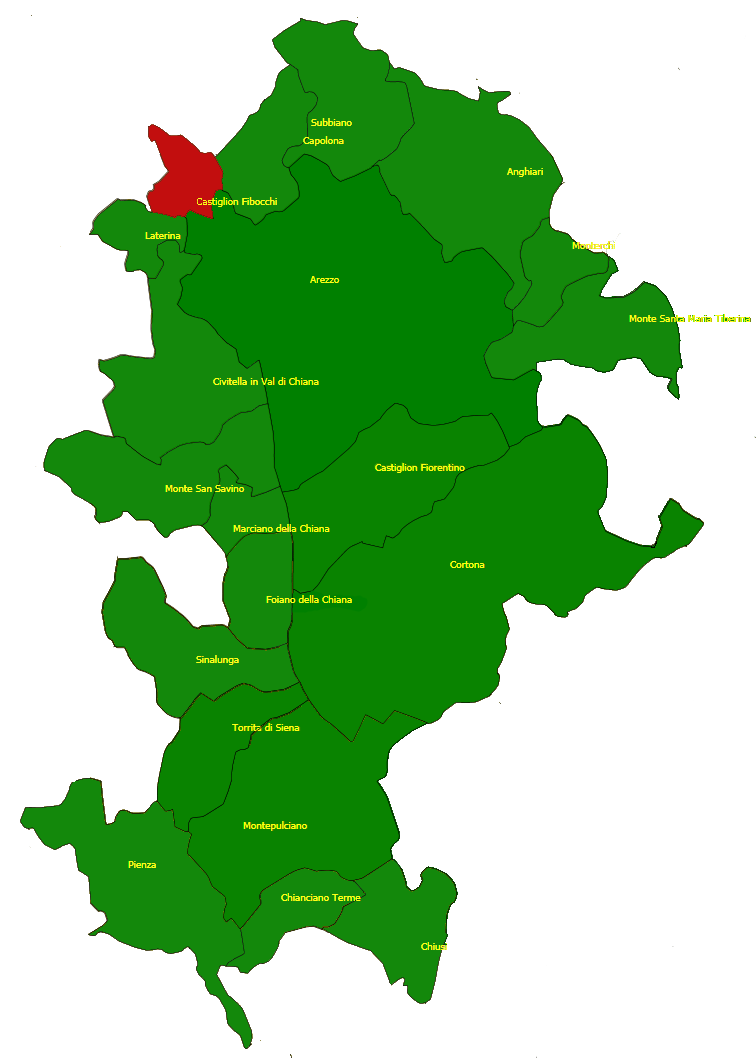 Subbiano
Capolona
Anghiari
Castiglion Fibocchi
Laterina
Monterchi
Arezzo
Monte Santa Maria Tiberina
Civitella in Val di Chiana
Castiglion Fiorentino
Monte San Savino
Marciano della Chiana
Cortona
Foiano della Chiana
Sinalunga
Torrita di Siena
Montepulciano
Pienza
Chianciano Terme
Chiusi